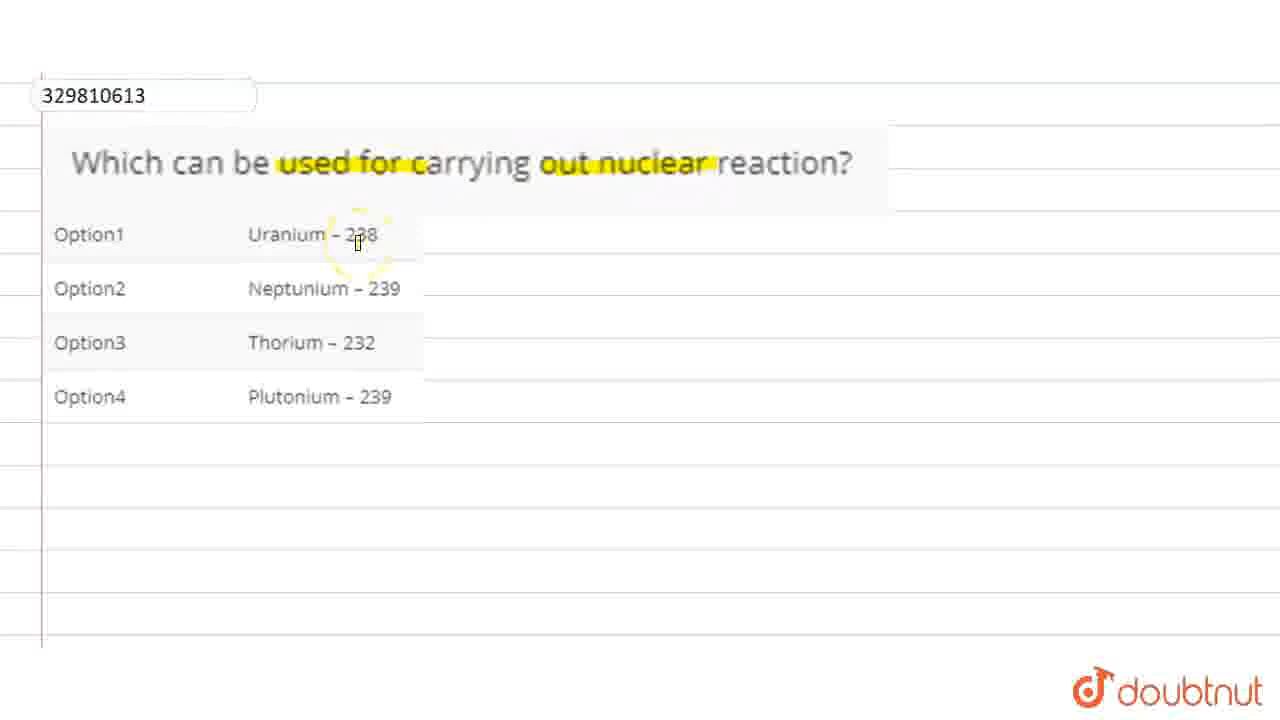 329810613
Which can be used for carrying out nuclear reaction?
Option1 Uranium – 238
Option2 Neptunium – 239
Option3 Thorium – 232
Option4 Plutonium – 239
doubtnut